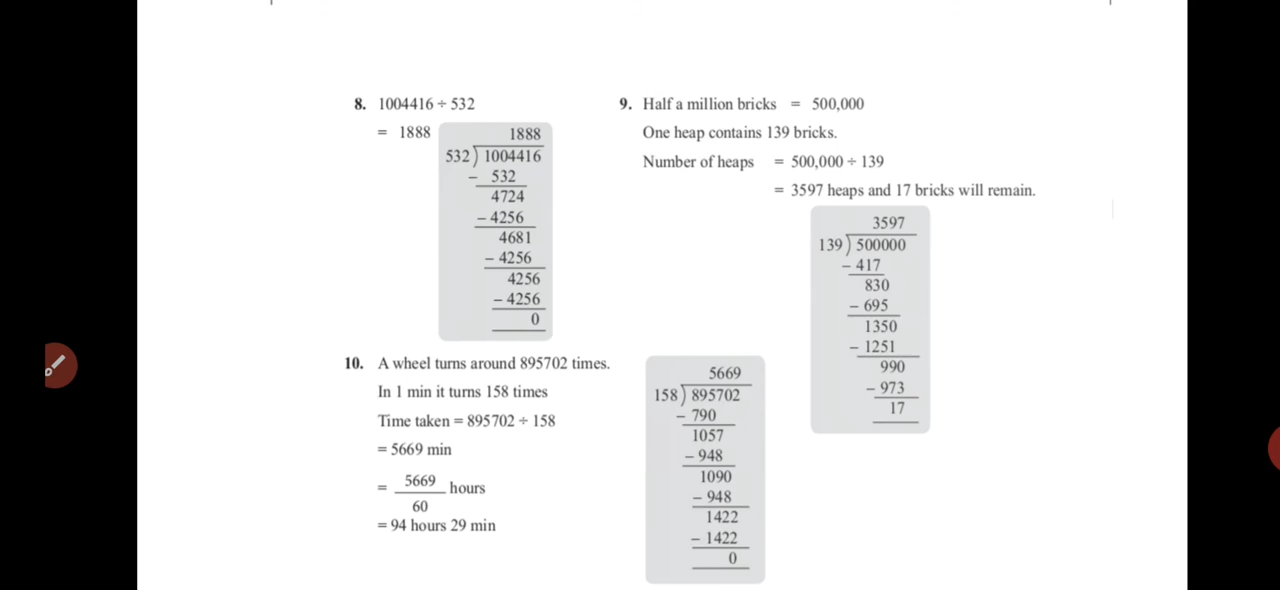 8. 1004416 ÷ 532
= 1888
1888
532 ) 1004416
– 532
4724
– 4256
4681
– 4256
4256
– 4256
0
9. Half a million bricks = 500,000
One heap contains 139 bricks.
Number of heaps = 500,000 ÷ 139
= 3597 heaps and 17 bricks will remain.
3597
139 ) 500000
– 417
830
– 695
1350
– 1251
990
– 973
17
10. A wheel turns around 895702 times.
In 1 min it turns 158 times
Time taken = 895702 ÷ 158
= 5669 min
= 5669/60 hours
= 94 hours 29 min
5669
158 ) 895702
– 790
1057
– 948
1090
– 948
1422
– 1422
0